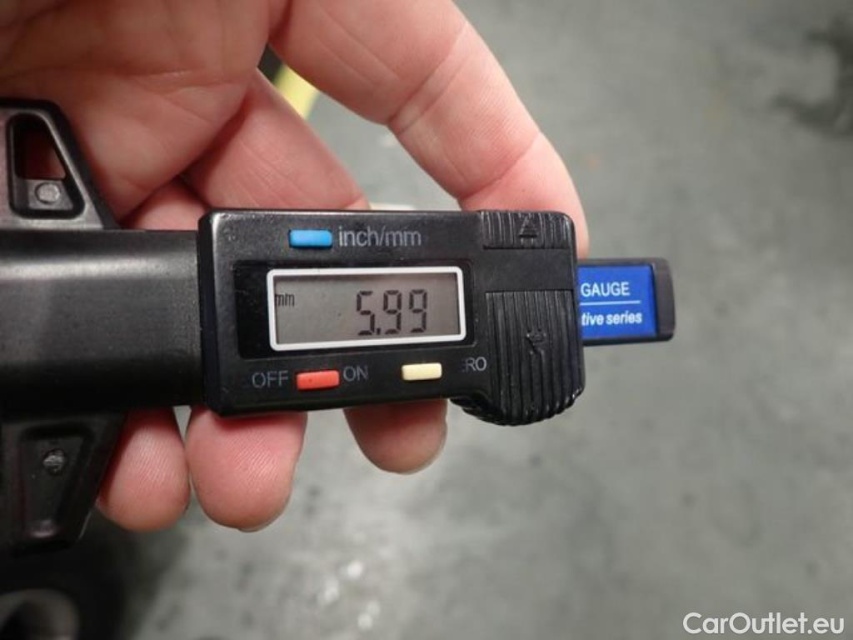 inch/mm
mm 5.99
OFF ON RO
GAUGE
tive series
CarOutlet.eu